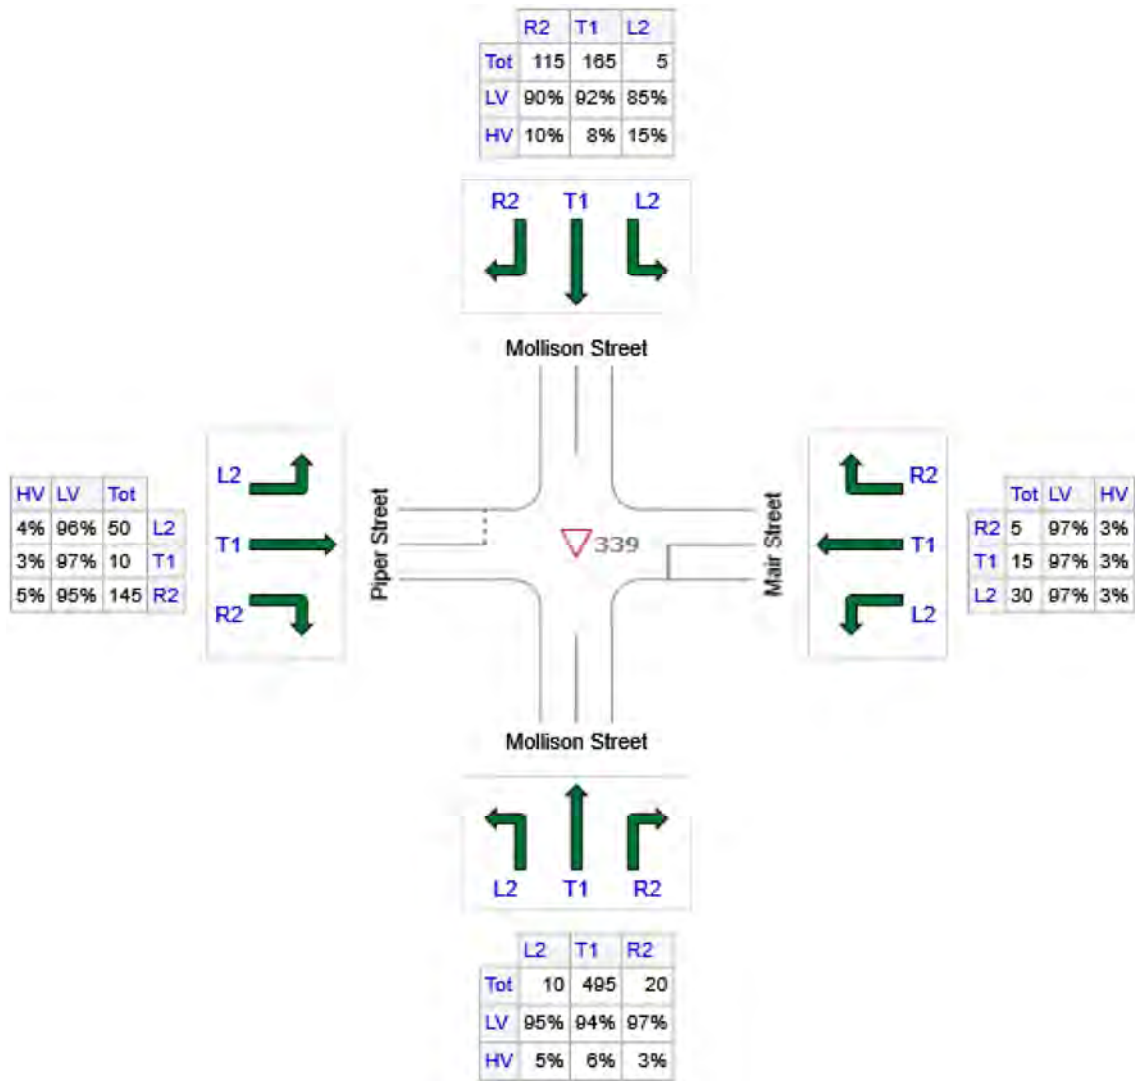 R2 T1 L2
Tot 115 165 5
LV 90% 92% 85%
HV 10% 8% 15%
R2 T1 L2
Mollison Street
HV LV Tot
4% 96% 50 L2
3% 97% 10 T1
5% 95% 145 R2
L2
T1
R2
Piper Street
339
Mair Street
R2
T1
L2
Tot LV HV
R2 5 97% 3%
T1 15 97% 3%
L2 30 97% 3%
Mollison Street
L2 T1 R2
L2 T1 R2
Tot 10 495 20
LV 95% 94% 97%
HV 5% 6% 3%